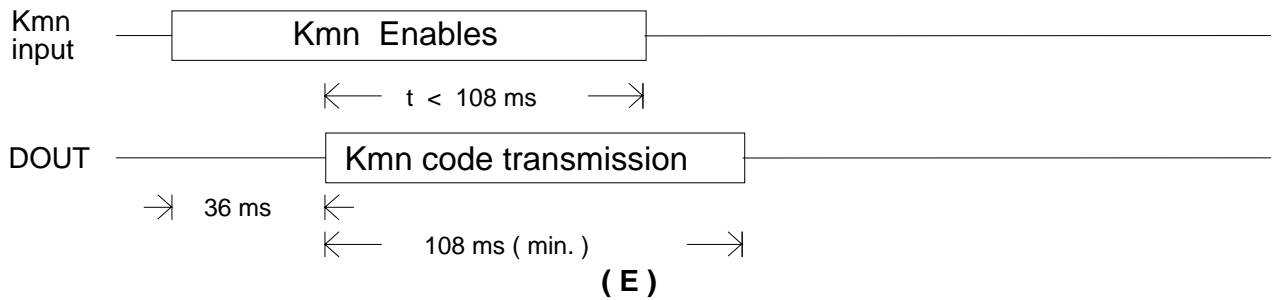 Kmn
input
Kmn Enables
t < 108 ms
DOUT
Kmn code transmission
36 ms
108 ms ( min. )
( E )